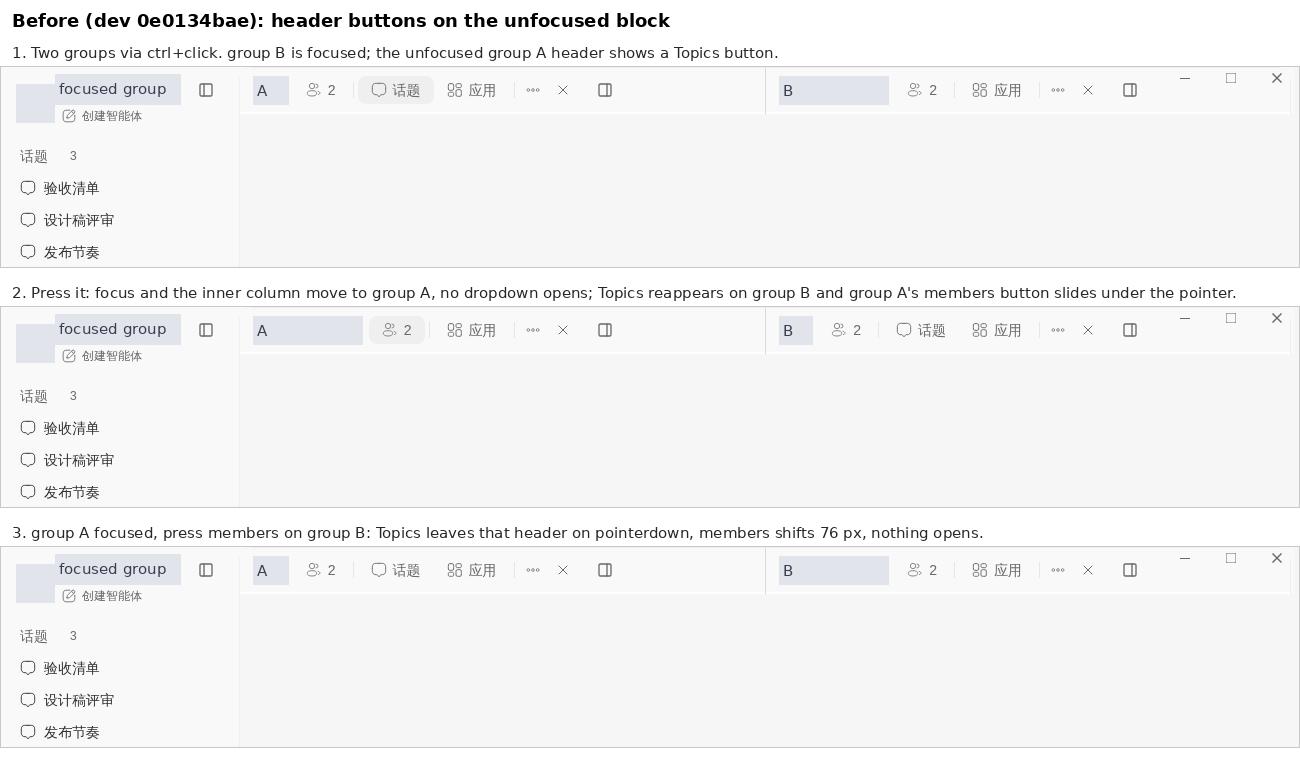 Before (dev 0e0134bae): header buttons on the unfocused block
1. Two groups via ctrl+click. group B is focused; the unfocused group A header shows a Topics button.
focused group A 2 话题 应用 B 2 应用
创建智能体
话题 3
验收清单
设计稿评审
发布节奏
2. Press it: focus and the inner column move to group A, no dropdown opens; Topics reappears on group B and group A's members button slides under the pointer.
focused group A 2 应用 B 2 话题 应用
创建智能体
话题 3
验收清单
设计稿评审
发布节奏
3. group A focused, press members on group B: Topics leaves that header on pointerdown, members shifts 76 px, nothing opens.
focused group A 2 话题 应用 B 2 应用
创建智能体
话题 3
验收清单
设计稿评审
发布节奏